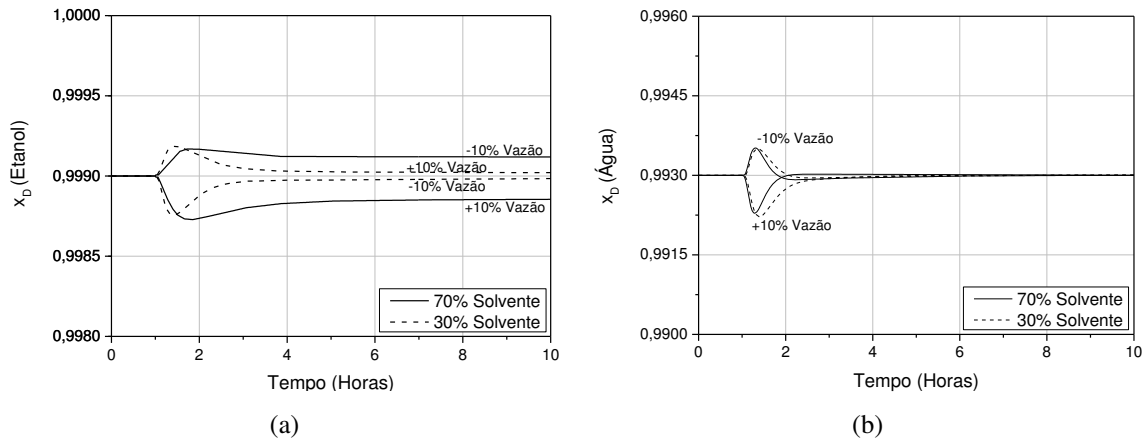 1,0000
0,9995
0,9990
0,9985
0,9980
x_D (Etanol)
-10% Vazão
+10% Vazão
-10% Vazão
+10% Vazão
70% Solvente
30% Solvente
0 2 4 6 8 10
Tempo (Horas)
(a)
0,9960
0,9945
0,9930
0,9915
0,9900
x_D (Água)
-10% Vazão
+10% Vazão
70% Solvente
30% Solvente
0 2 4 6 8 10
Tempo (Horas)
(b)